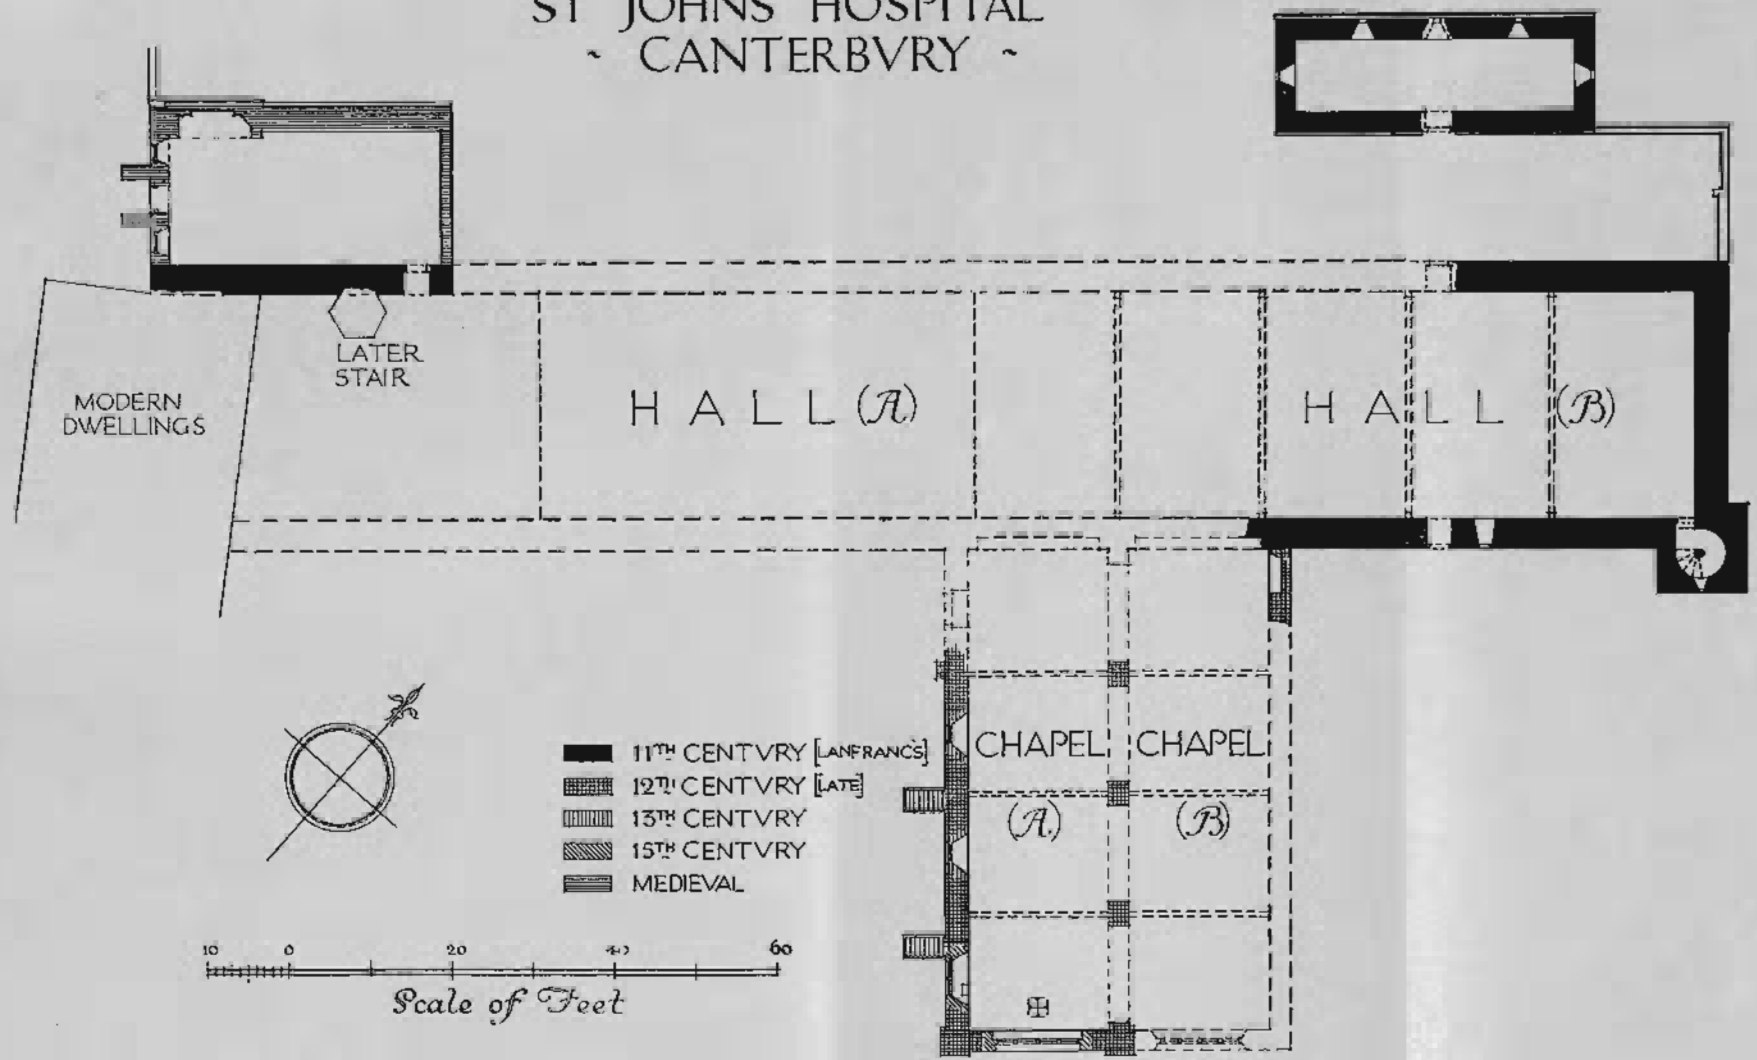 ST JOHNS HOSPITAL
~ CANTERBVRY ~
LATER
STAIR
MODERN
DWELLINGS
HALL (A)
HALL (B)
CHAPEL
(A)
CHAPEL
(B)
11TH CENTVRY [LANFRANC'S]
12TH CENTVRY [LATE]
13TH CENTVRY
15TH CENTVRY
MEDIEVAL
10 0 20 40 60
Scale of Feet